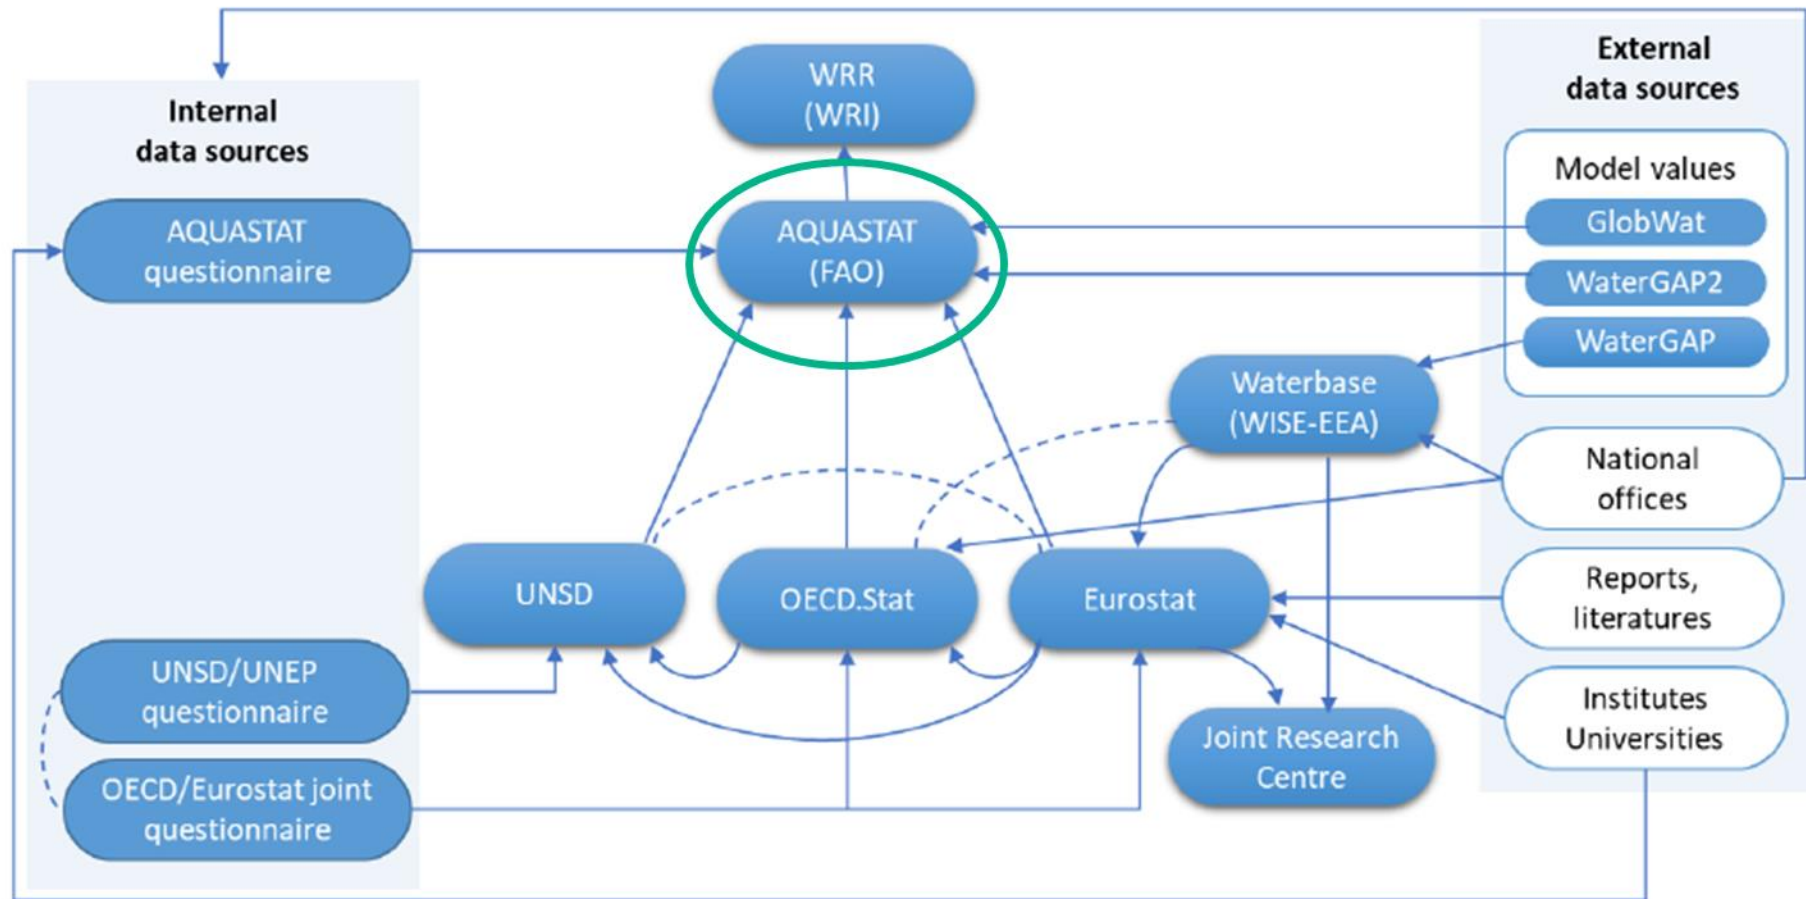 Internal
data sources
AQUASTAT
questionnaire
UNSD/UNEP
questionnaire
OECD/Eurostat joint
questionnaire
WRR
(WRI)
AQUASTAT
(FAO)
Waterbase
(WISE-EEA)
UNSD
OECD.Stat
Eurostat
Joint Research
Centre
External
data sources
Model values
GlobWat
WaterGAP2
WaterGAP
National
offices
Reports,
literatures
Institutes
Universities